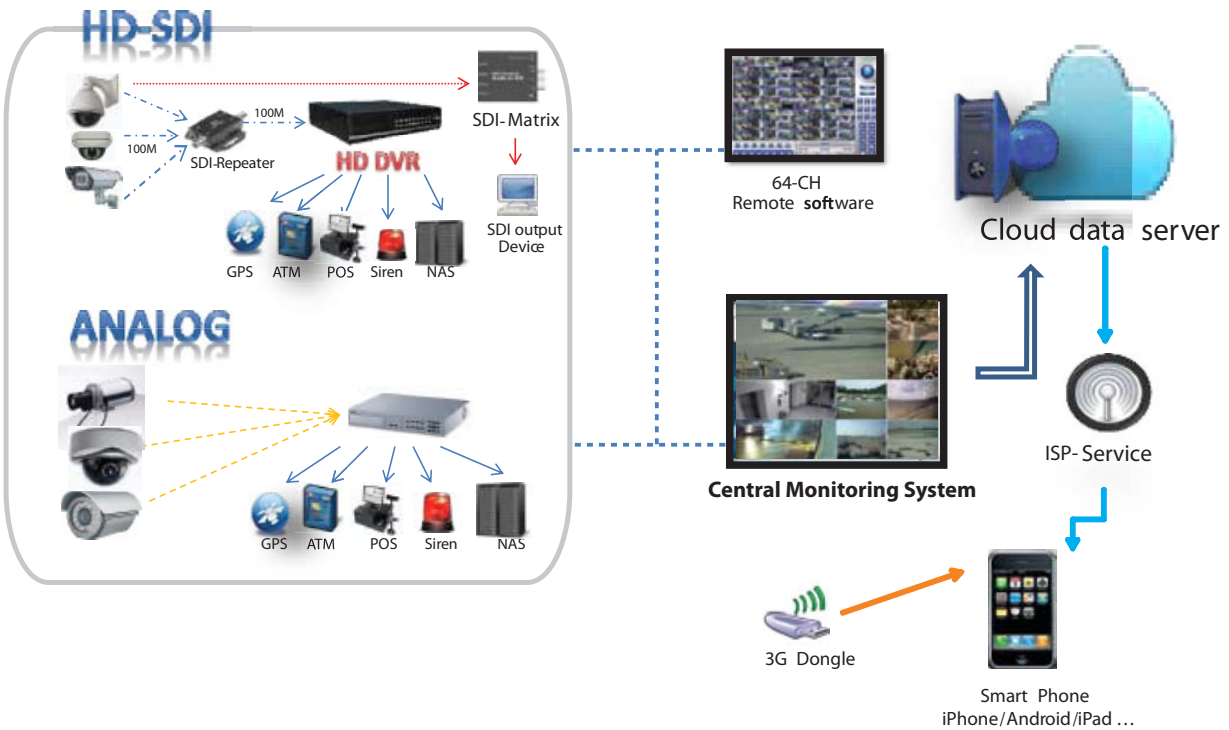 HD-SDI
100M
100M
SDI-Repeater
HD DVR
SDI-Matrix
SDI output
Device
GPS
ATM
POS
Siren
NAS
ANALOG
GPS
ATM
POS
Siren
NAS
64-CH
Remote software
Central Monitoring System
Cloud data server
ISP-Service
3G Dongle
Smart Phone
iPhone/Android/iPad ...